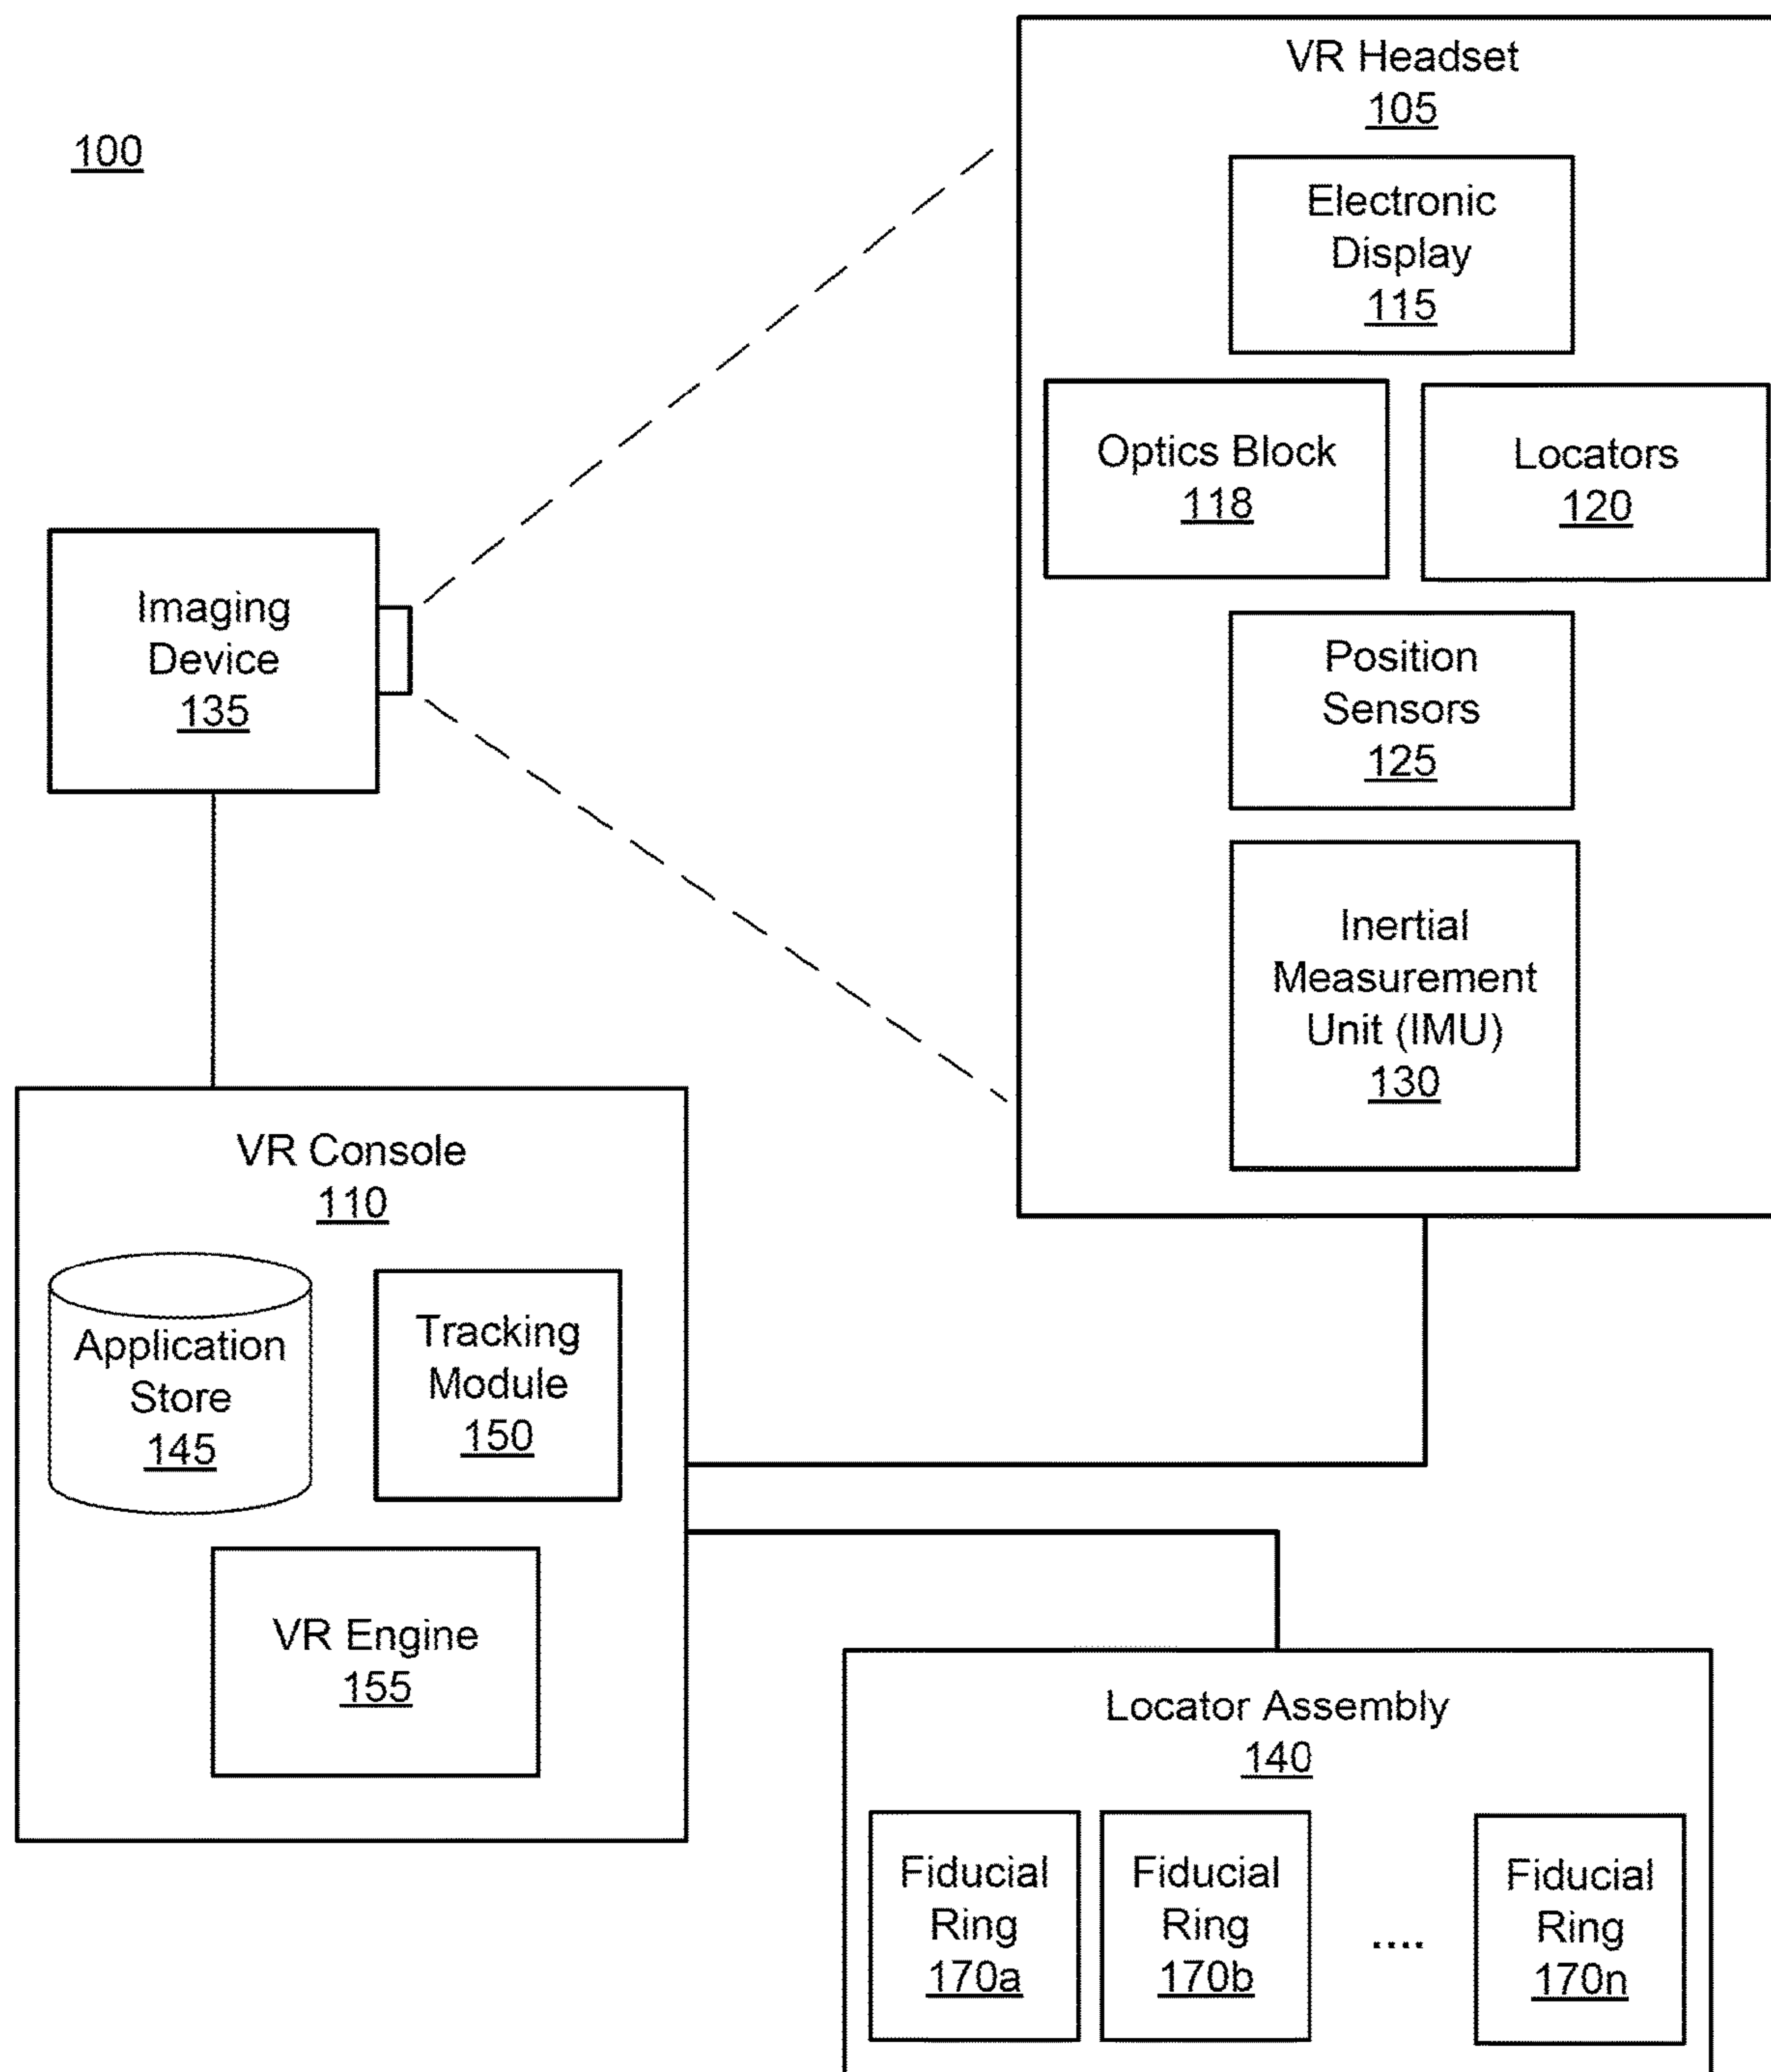 100
VR Headset
105
Electronic
Display
115
Optics Block
118
Locators
120
Position
Sensors
125
Inertial
Measurement
Unit (IMU)
130
Imaging
Device
135
VR Console
110
Application
Store
145
Tracking
Module
150
VR Engine
155
Locator Assembly
140
Fiducial
Ring
170a
Fiducial
Ring
170b
....
Fiducial
Ring
170n